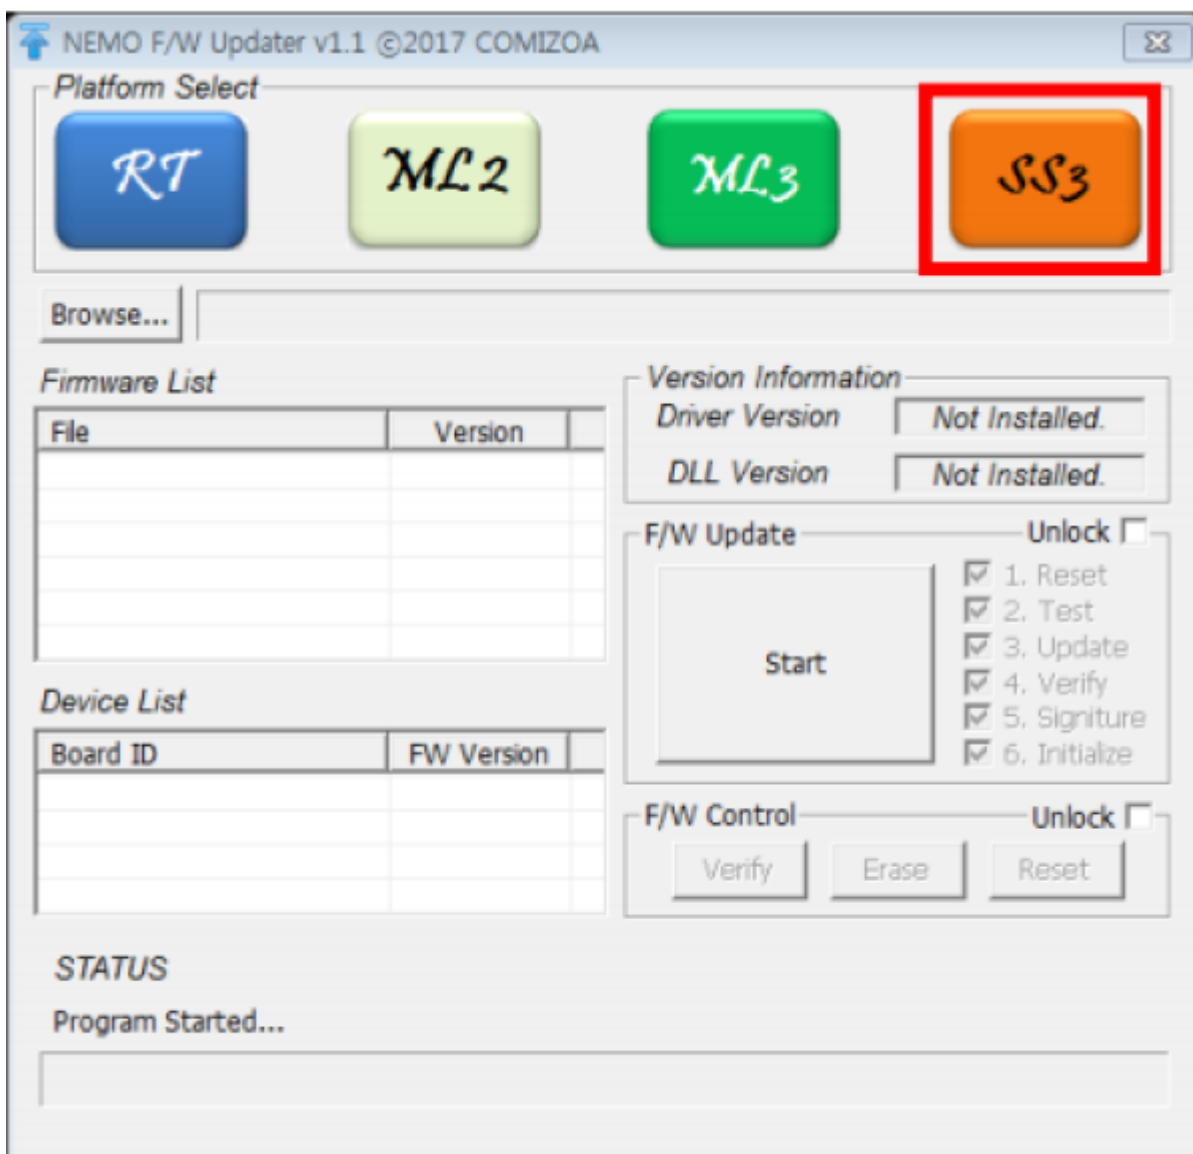 NEMO F/W Updater v1.1 ©2017 COMIZOA
Platform Select
RT ML2 ML3 SS3
Browse...
Firmware List
File Version
Version Information
Driver Version Not Installed.
DLL Version Not Installed.
F/W Update Unlock
Start
1. Reset
2. Test
3. Update
4. Verify
5. Signiture
6. Initialize
Device List
Board ID FW Version
F/W Control Unlock
Verify Erase Reset
STATUS
Program Started...